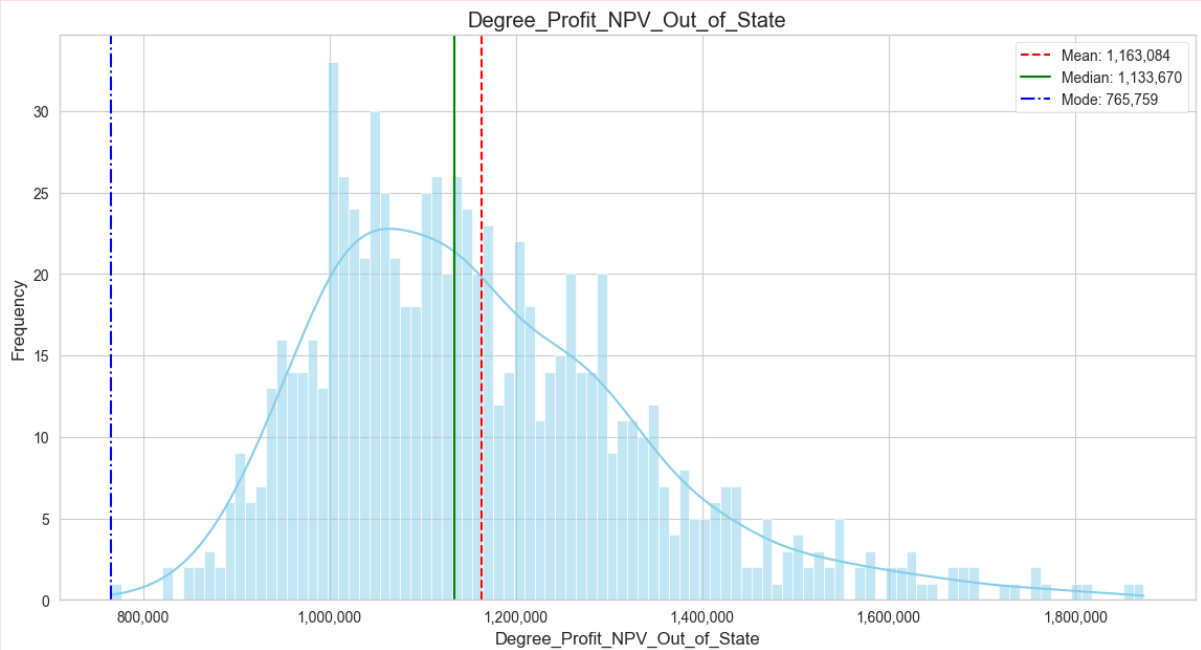 Degree_Profit_NPV_Out_of_State
Mean: 1,163,084
Median: 1,133,670
Mode: 765,759
Frequency
30
25
20
15
10
5
0
800,000 1,000,000 1,200,000 1,400,000 1,600,000 1,800,000
Degree_Profit_NPV_Out_of_State